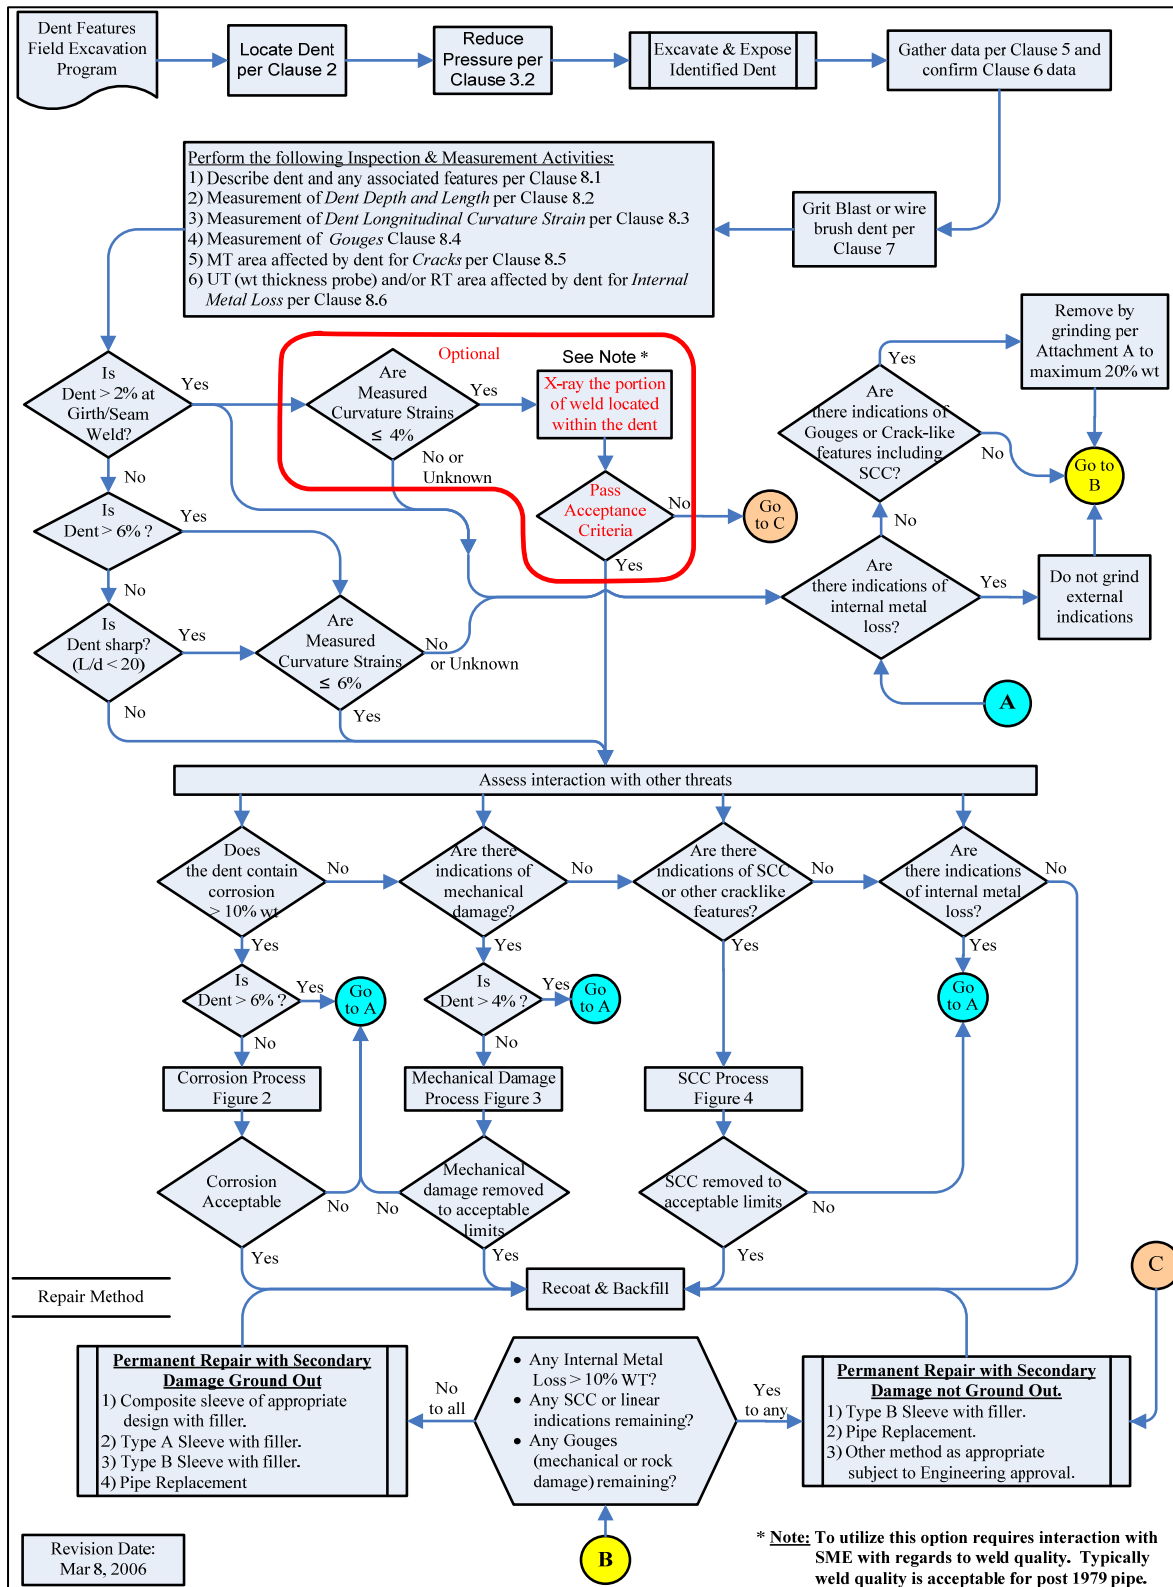 Dent Features
Field Excavation
Program
Locate Dent
per Clause 2
Reduce
Pressure per
Clause 3.2
Excavate & Expose
Identified Dent
Gather data per Clause 5 and
confirm Clause 6 data
Perform the following Inspection & Measurement Activities:
1) Describe dent and any associated features per Clause 8.1
2) Measurement of Dent Depth and Length per Clause 8.2
3) Measurement of Dent Longnitudinal Curvature Strain per Clause 8.3
4) Measurement of Gouges Clause 8.4
5) MT area affected by dent for Cracks per Clause 8.5
6) UT (wt thickness probe) and/or RT area affected by dent for Internal
Metal Loss per Clause 8.6
Grit Blast or wire
brush dent per
Clause 7
Remove by
grinding per
Attachment A to
maximum 20% wt
Optional
See Note *
Is
Dent > 2% at
Girth/Seam
Weld?
Yes
No
Are
Measured
Curvature Strains
≤ 4%
Yes
No or
Unknown
X-ray the portion
of weld located
within the dent
Pass
Acceptance
Criteria
No
Yes
Go
to C
Are
there indications of
Gouges or Crack-like
features including
SCC?
Yes
No
Go to
B
Is
Dent > 6% ?
Yes
No
Is
Dent sharp?
(L/d < 20)
Yes
No
Are
Measured
Curvature Strains
≤ 6%
No
or Unknown
Yes
Are
there indications of
internal metal
loss?
No
Yes
Do not grind
external
indications
A
Assess interaction with other threats
Does
the dent contain
corrosion
> 10% wt
No
Yes
Are there
indications of
mechanical
damage?
No
Yes
Are there
indications of SCC
or other cracklike
features?
No
Yes
Are
there indications
of internal metal
loss?
No
Yes
Is
Dent > 6% ?
Yes
No
Go
to A
Is
Dent > 4% ?
Yes
No
Go
to A
Go
to A
Corrosion Process
Figure 2
Mechanical Damage
Process Figure 3
SCC Process
Figure 4
Corrosion
Acceptable
No
Yes
Mechanical
damage removed
to acceptable
limits
No
Yes
SCC removed to
acceptable limits
No
Yes
C
Repair Method
Recoat & Backfill
Permanent Repair with Secondary
Damage Ground Out
1) Composite sleeve of appropriate
design with filler.
2) Type A Sleeve with filler.
3) Type B Sleeve with filler.
4) Pipe Replacement
No
to all
• Any Internal Metal
Loss > 10% WT?
• Any SCC or linear
indications remaining?
• Any Gouges
(mechanical or rock
damage) remaining?
Yes
to any
Permanent Repair with Secondary
Damage not Ground Out.
1) Type B Sleeve with filler.
2) Pipe Replacement.
3) Other method as appropriate
subject to Engineering approval.
B
Revision Date:
Mar 8, 2006
* Note: To utilize this option requires interaction with
SME with regards to weld quality. Typically
weld quality is acceptable for post 1979 pipe.